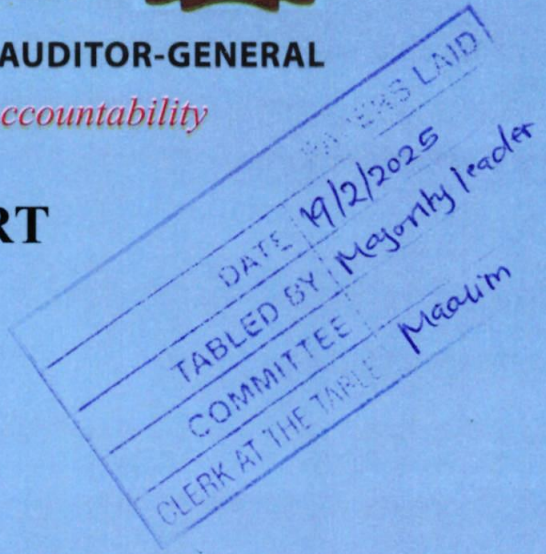 AUDITOR-GENERAL
ccountability
RT
PAPERS LAID
DATE 19/2/2025
TABLED BY Majority leader
COMMITTEE
CLERK AT THE TABLE Maalim